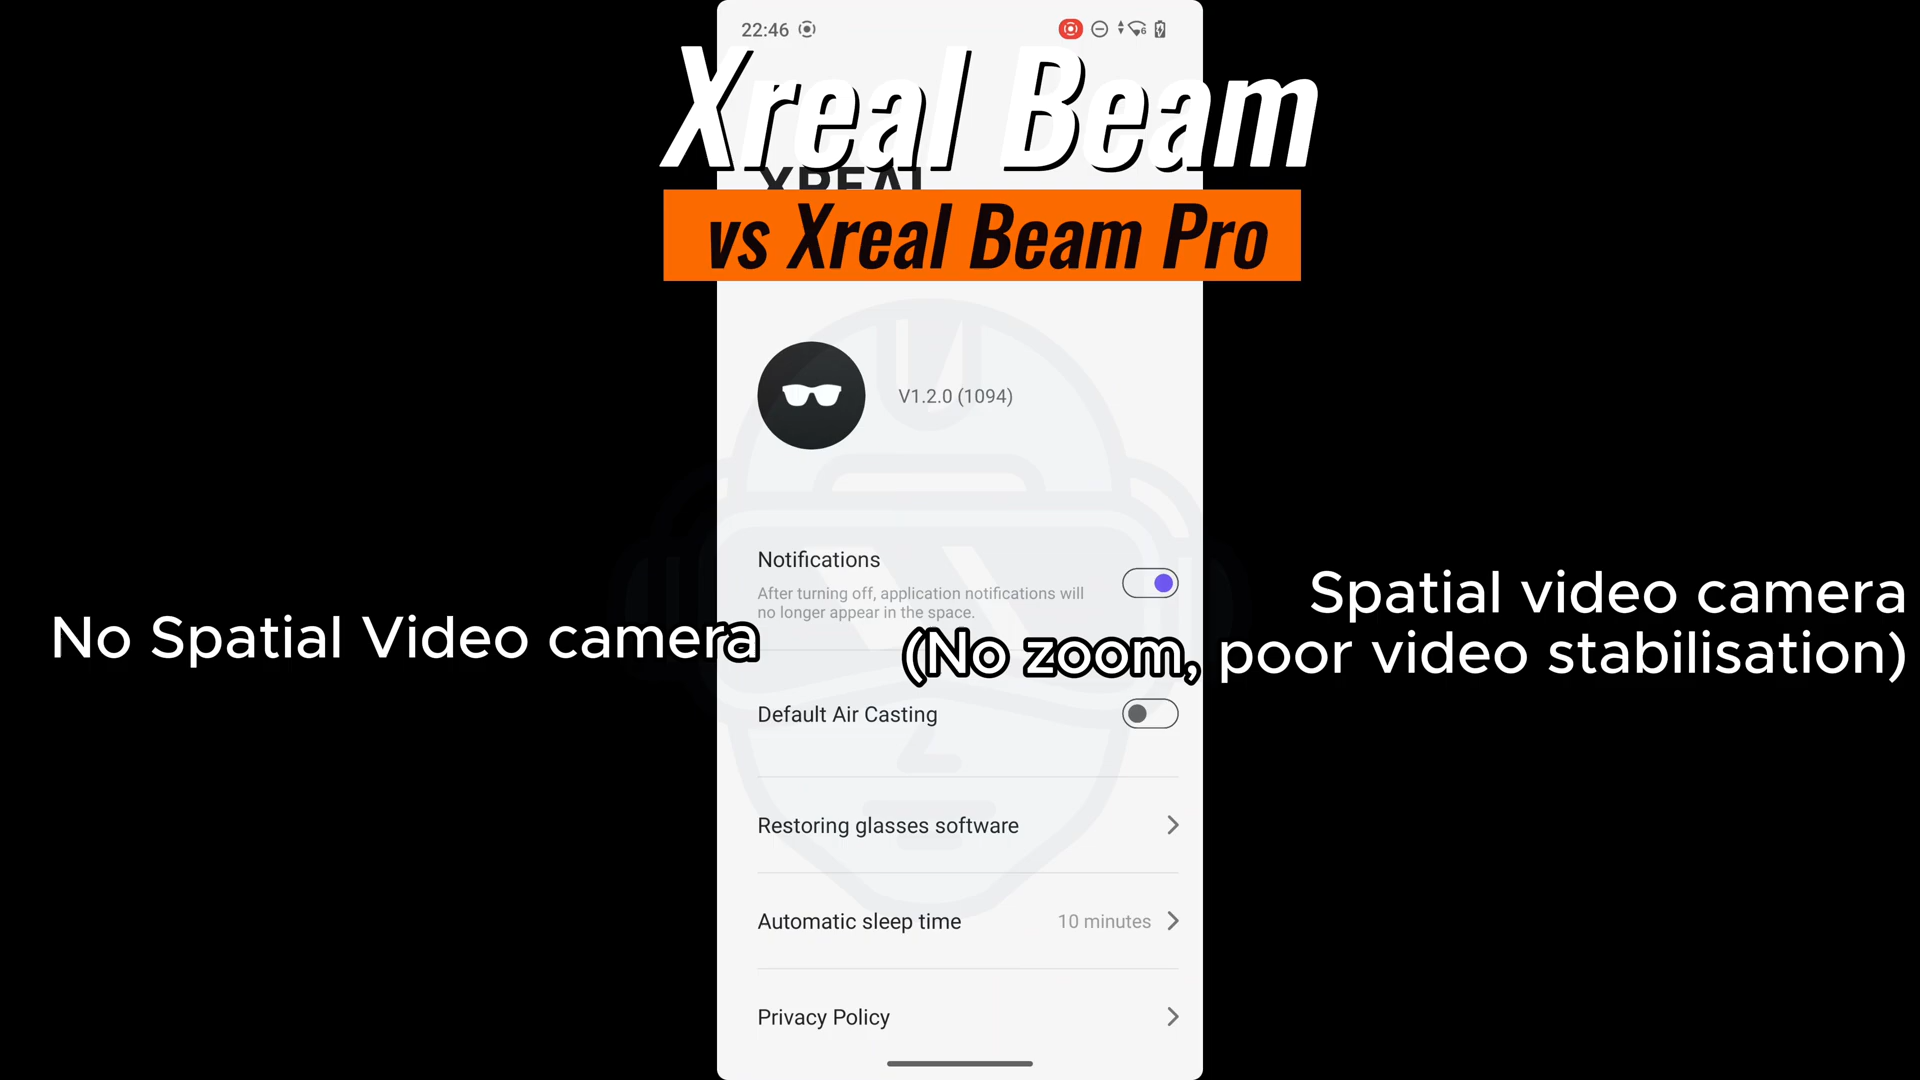 22:46
6
Xreal Beam
XREAL
vs Xreal Beam Pro
V1.2.0 (1094)
Notifications
After turning off, application notifications will
no longer appear in the space.
No Spatial Video camera
Spatial video camera
(No zoom, poor video stabilisation)
Default Air Casting
Restoring glasses software
Automatic sleep time 10 minutes
Privacy Policy